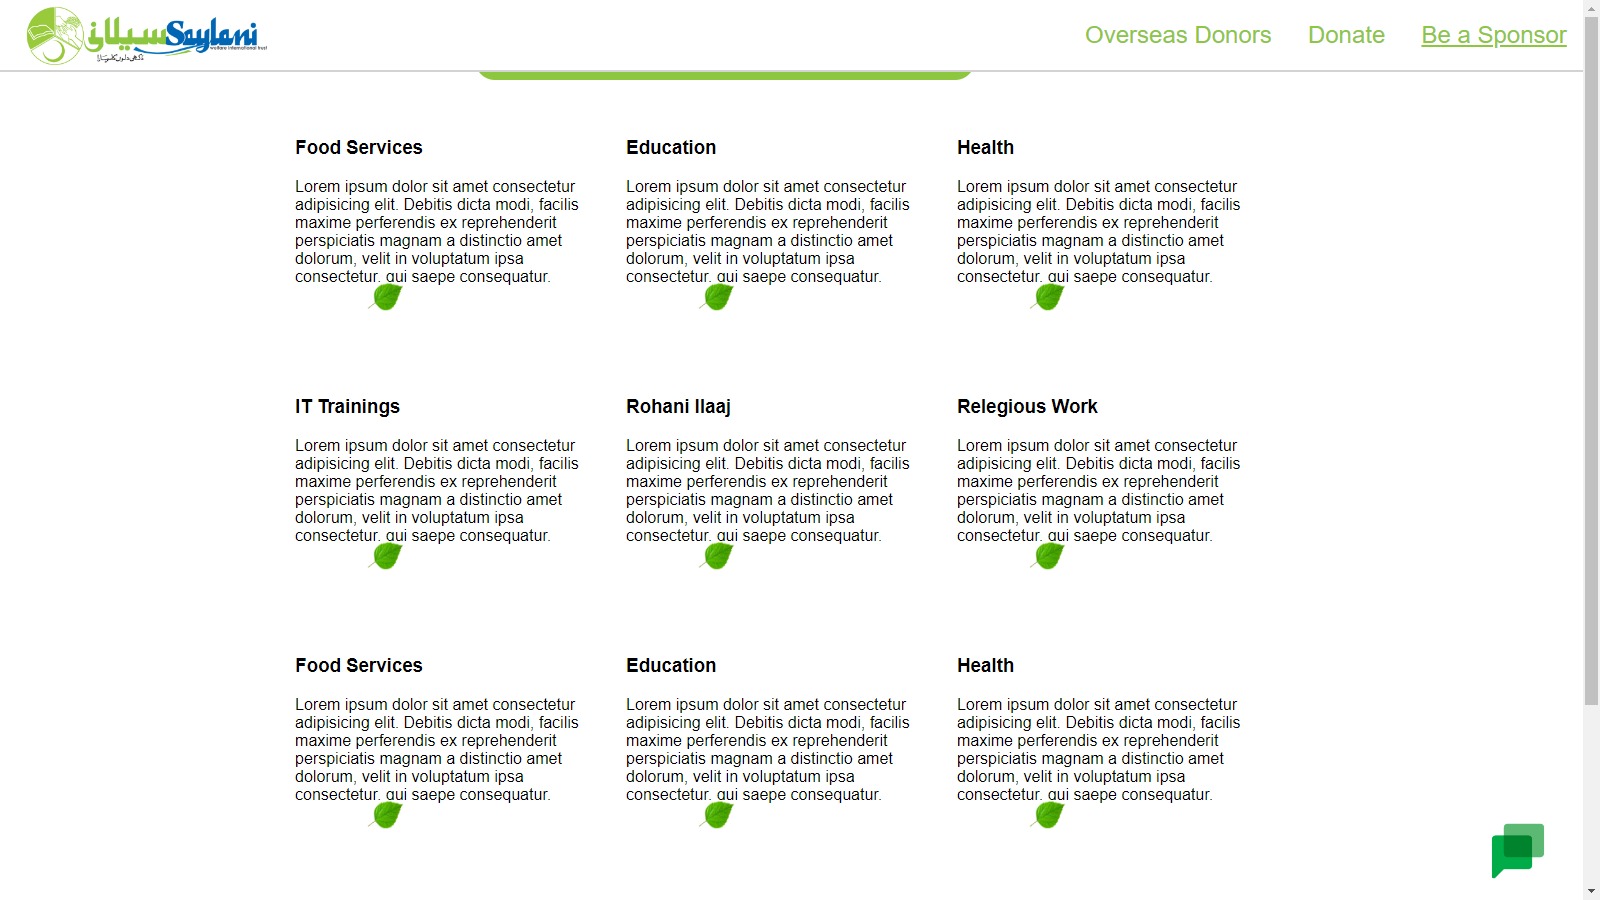 سیلانی Saylani
welfare international trust
Overseas Donors Donate Be a Sponsor
Food Services
Lorem ipsum dolor sit amet consectetur
adipisicing elit. Debitis dicta modi, facilis
maxime perferendis ex reprehenderit
perspiciatis magnam a distinctio amet
dolorum, velit in voluptatum ipsa
consectetur, qui saepe consequatur.
Education
Lorem ipsum dolor sit amet consectetur
adipisicing elit. Debitis dicta modi, facilis
maxime perferendis ex reprehenderit
perspiciatis magnam a distinctio amet
dolorum, velit in voluptatum ipsa
consectetur, qui saepe consequatur.
Health
Lorem ipsum dolor sit amet consectetur
adipisicing elit. Debitis dicta modi, facilis
maxime perferendis ex reprehenderit
perspiciatis magnam a distinctio amet
dolorum, velit in voluptatum ipsa
consectetur, qui saepe consequatur.
IT Trainings
Lorem ipsum dolor sit amet consectetur
adipisicing elit. Debitis dicta modi, facilis
maxime perferendis ex reprehenderit
perspiciatis magnam a distinctio amet
dolorum, velit in voluptatum ipsa
consectetur, qui saepe consequatur.
Rohani Ilaaj
Lorem ipsum dolor sit amet consectetur
adipisicing elit. Debitis dicta modi, facilis
maxime perferendis ex reprehenderit
perspiciatis magnam a distinctio amet
dolorum, velit in voluptatum ipsa
consectetur, qui saepe consequatur.
Relegious Work
Lorem ipsum dolor sit amet consectetur
adipisicing elit. Debitis dicta modi, facilis
maxime perferendis ex reprehenderit
perspiciatis magnam a distinctio amet
dolorum, velit in voluptatum ipsa
consectetur, qui saepe consequatur.
Food Services
Lorem ipsum dolor sit amet consectetur
adipisicing elit. Debitis dicta modi, facilis
maxime perferendis ex reprehenderit
perspiciatis magnam a distinctio amet
dolorum, velit in voluptatum ipsa
consectetur, qui saepe consequatur.
Education
Lorem ipsum dolor sit amet consectetur
adipisicing elit. Debitis dicta modi, facilis
maxime perferendis ex reprehenderit
perspiciatis magnam a distinctio amet
dolorum, velit in voluptatum ipsa
consectetur, qui saepe consequatur.
Health
Lorem ipsum dolor sit amet consectetur
adipisicing elit. Debitis dicta modi, facilis
maxime perferendis ex reprehenderit
perspiciatis magnam a distinctio amet
dolorum, velit in voluptatum ipsa
consectetur, qui saepe consequatur.